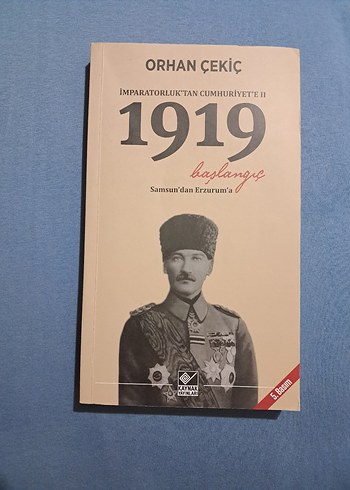 ORHAN ÇEKİÇ
İMPARATORLUK'TAN CUMHURİYET'E II
1919
başlangıç
Samsun'dan Erzurum'a
KAYNAK
YAYINLARI
5. Basım